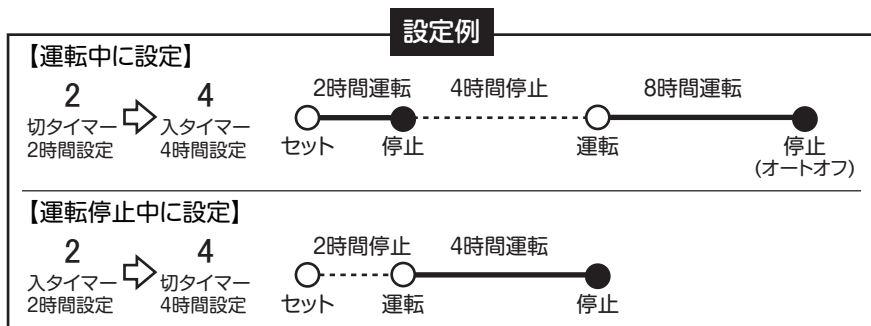 設定例
【運転中に設定】
2 4
切タイマー 入タイマー
2時間設定 4時間設定
2時間運転 4時間停止 8時間運転
セット 停止 運転 停止
(オートオフ)
【運転停止中に設定】
2 4
入タイマー 切タイマー
2時間設定 4時間設定
2時間停止 4時間運転
セット 運転 停止